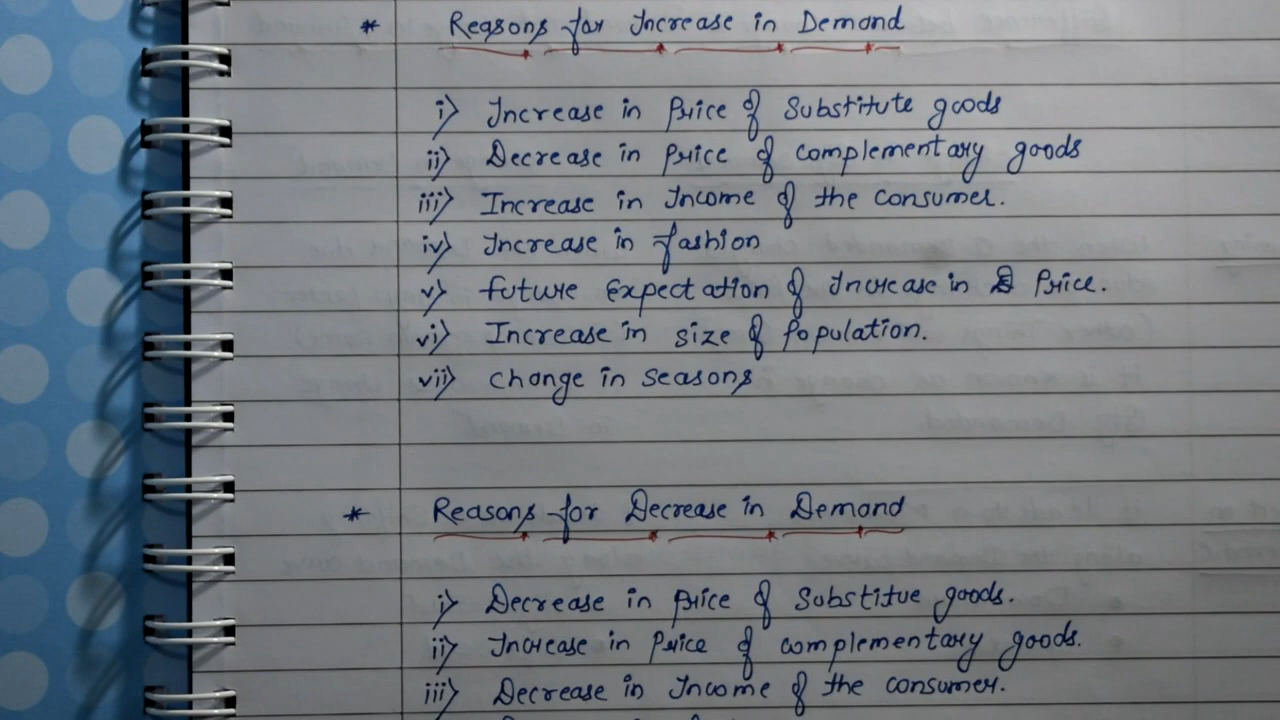 * Reasons for Increase in Demand
i) Increase in Price of Substitute goods
ii) Decrease in Price of complementary goods
iii) Increase in Income of the consumer.
iv) Increase in fashion
v) future Expectation of Increase in Price.
vi) Increase in size of Population.
vii) change in seasons
* Reasons for Decrease in Demand
i) Decrease in price of Substitue goods.
ii) Increase in Price of complementary goods.
iii) Decrease in Income of the consumer.